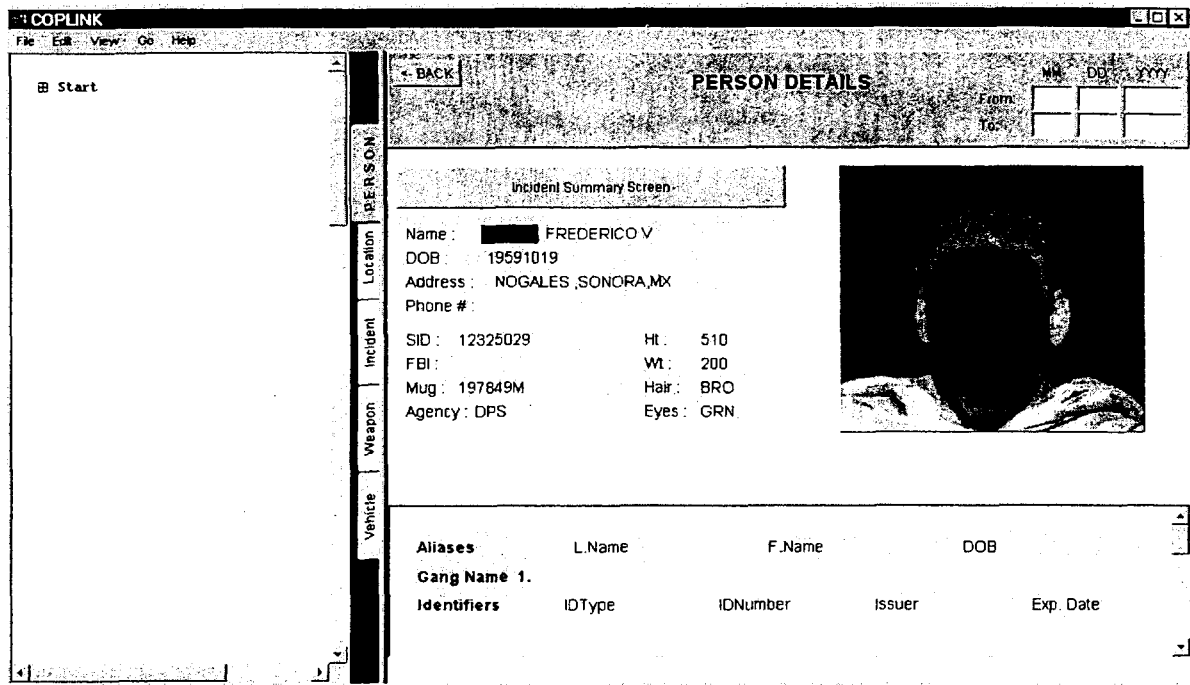 COPLINK
File Edit View Go Help
Start
PERSON
Location
Incident
Weapon
Vehicle
<- BACK
PERSON DETAILS
MM DD YYYY
From:
To:
Incident Summary Screen-
Name : FREDERICO V
DOB : 19591019
Address : NOGALES ,SONORA,MX
Phone # :
SID : 12325029 Ht : 510
FBI : Wt : 200
Mug : 197849M Hair : BRO
Agency : DPS Eyes : GRN
Aliases L.Name F.Name DOB
Gang Name 1.
Identifiers IDType IDNumber Issuer Exp. Date